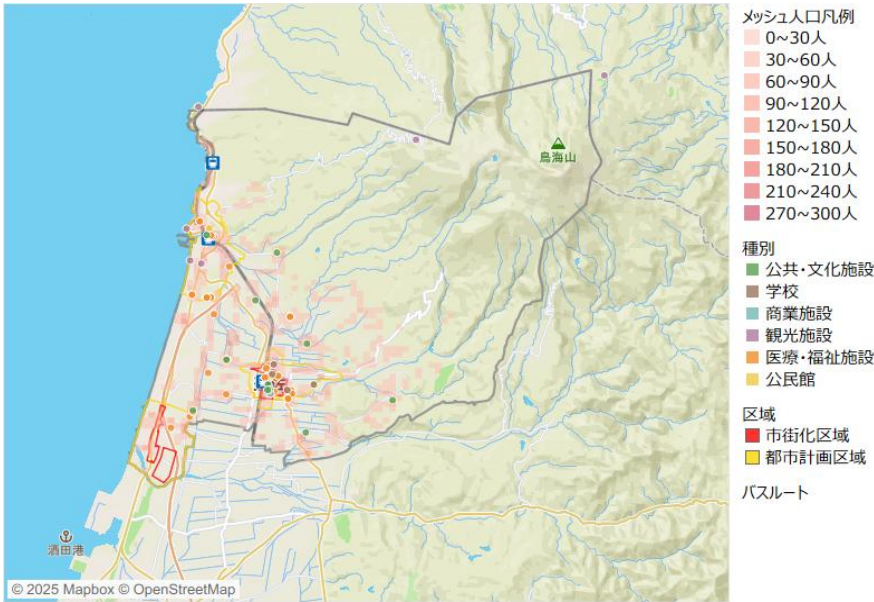 メッシュ人口凡例
0~30人
30~60人
60~90人
90~120人
120~150人
150~180人
180~210人
210~240人
270~300人
種別
公共・文化施設
学校
商業施設
観光施設
医療・福祉施設
公民館
区域
市街化区域
都市計画区域
バスルート
鳥海山
酒田港
© 2025 Mapbox © OpenStreetMap